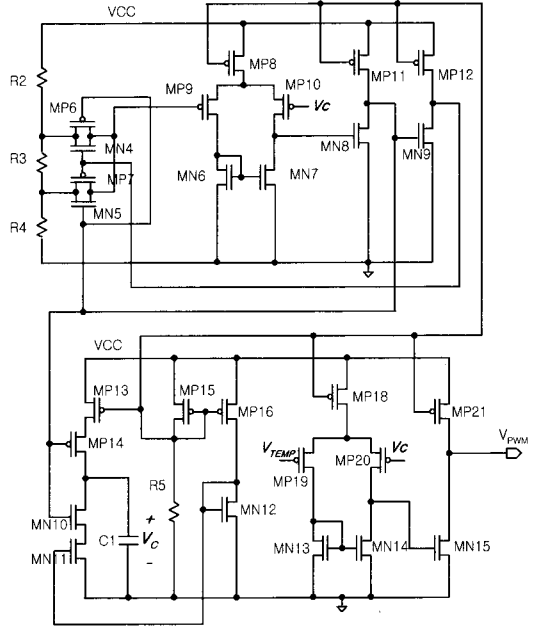 VCC
R2
MP8
MP11
MP12
MP6
MP9
MP10
Vc
MN4
MN8
MN9
R3
MP7
MN6
MN7
MN5
R4
VCC
MP13
MP15
MP16
MP18
MP21
VPWM
MP14
VTEMP
Vc
MP20
MP19
R5
MN10
MN12
MN11
C1
+
Vc
-
MN13
MN14
MN15